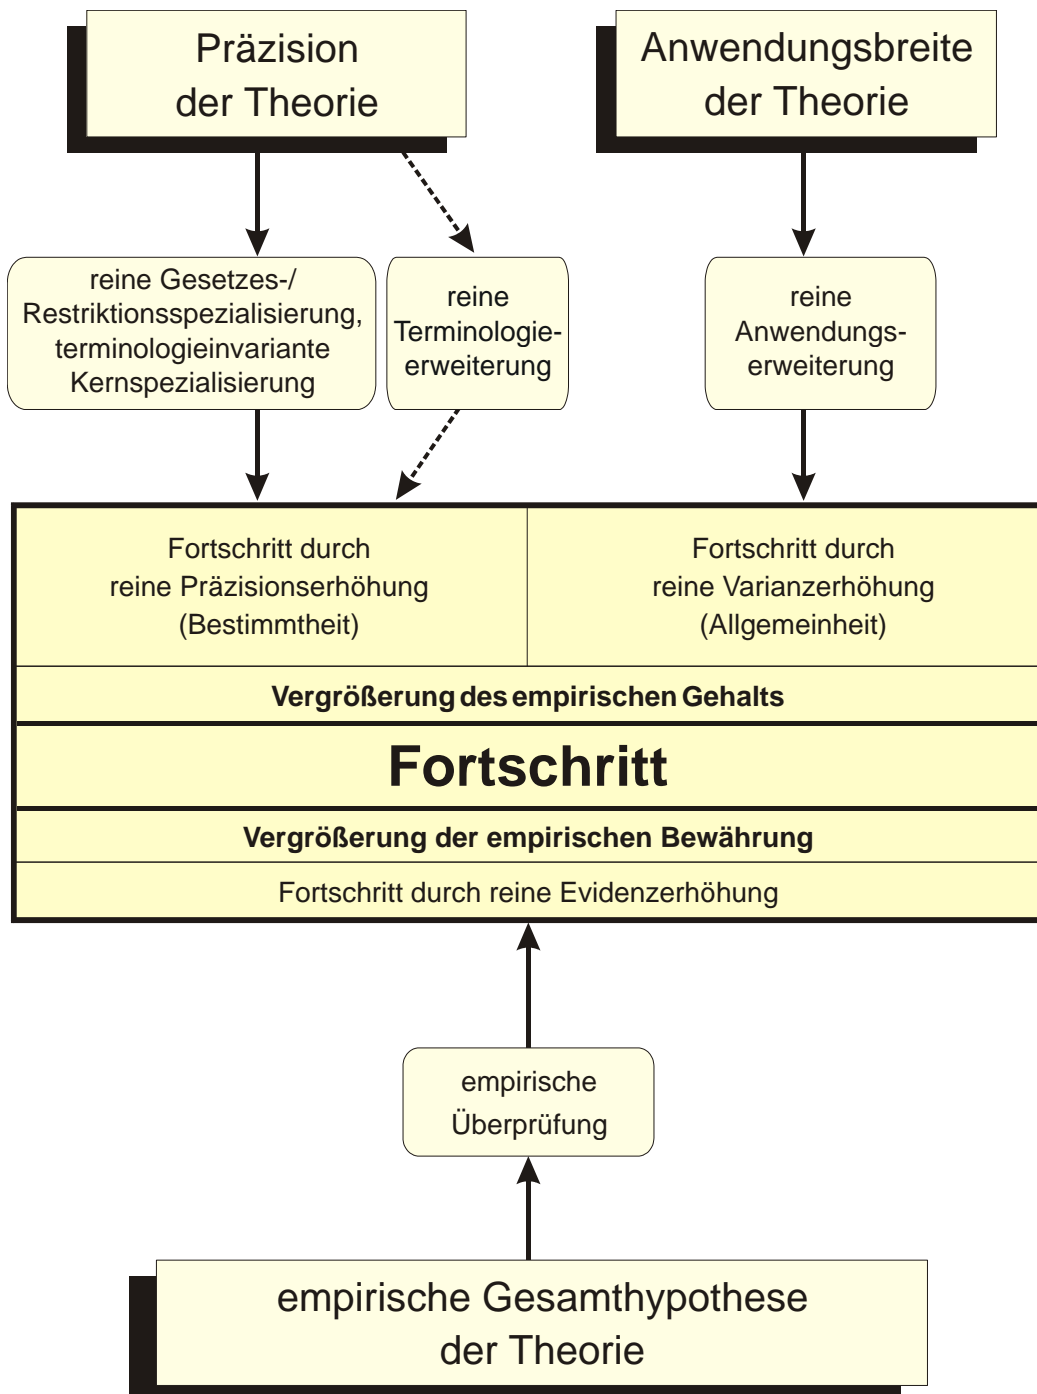 Präzision
der Theorie
Anwendungsbreite
der Theorie
reine Gesetzes-/
Restriktionsspezialisierung,
terminologieinvariante
Kernspezialisierung
reine
Terminologie-
erweiterung
reine
Anwendungs-
erweiterung
Fortschritt durch
reine Präzisionserhöhung
(Bestimmtheit)
Fortschritt durch
reine Varianzerhöhung
(Allgemeinheit)
Vergrößerung des empirischen Gehalts
Fortschritt
Vergrößerung der empirischen Bewährung
Fortschritt durch reine Evidenzerhöhung
empirische
Überprüfung
empirische Gesamthypothese
der Theorie